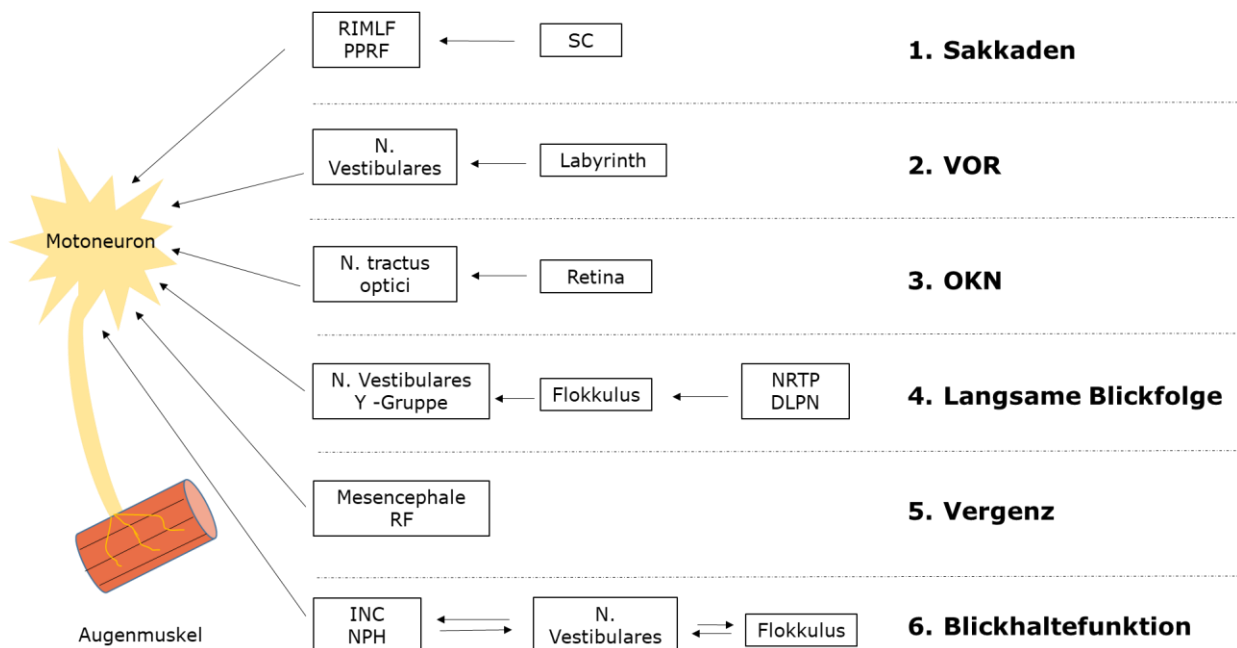 RIMLF
PPRF
SC
1. Sakkaden
N.
Vestibulares
Labyrinth
2. VOR
Motoneuron
N. tractus
optici
Retina
3. OKN
N. Vestibulares
Y -Gruppe
Flokkulus
NRTP
DLPN
4. Langsame Blickfolge
Mesencephale
RF
5. Vergenz
Augenmuskel
INC
NPH
N.
Vestibulares
Flokkulus
6. Blickhaltefunktion